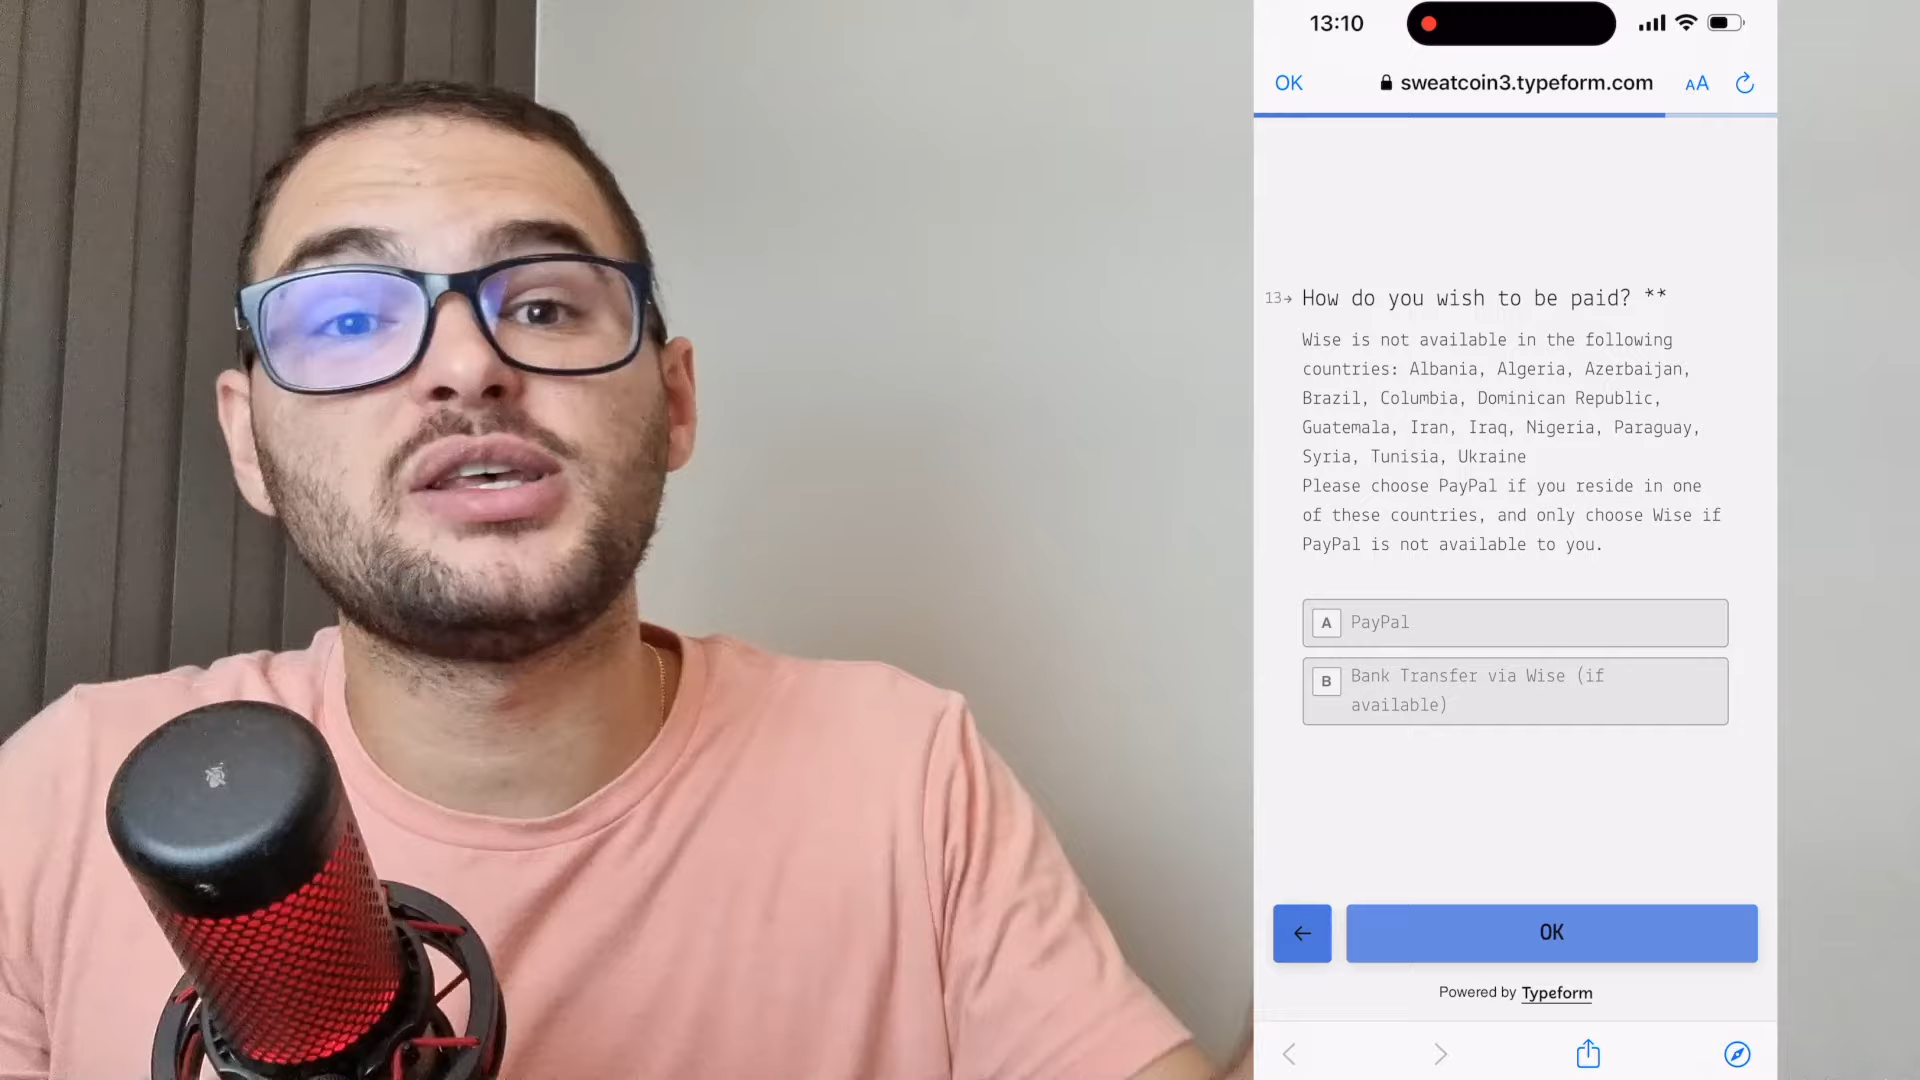 13:10
OK
sweatcoin3.typeform.com
AA
13→ How do you wish to be paid? **
Wise is not available in the following
countries: Albania, Algeria, Azerbaijan,
Brazil, Columbia, Dominican Republic,
Guatemala, Iran, Iraq, Nigeria, Paraguay,
Syria, Tunisia, Ukraine
Please choose PayPal if you reside in one
of these countries, and only choose Wise if
PayPal is not available to you.
A PayPal
B Bank Transfer via Wise (if
available)
OK
Powered by Typeform